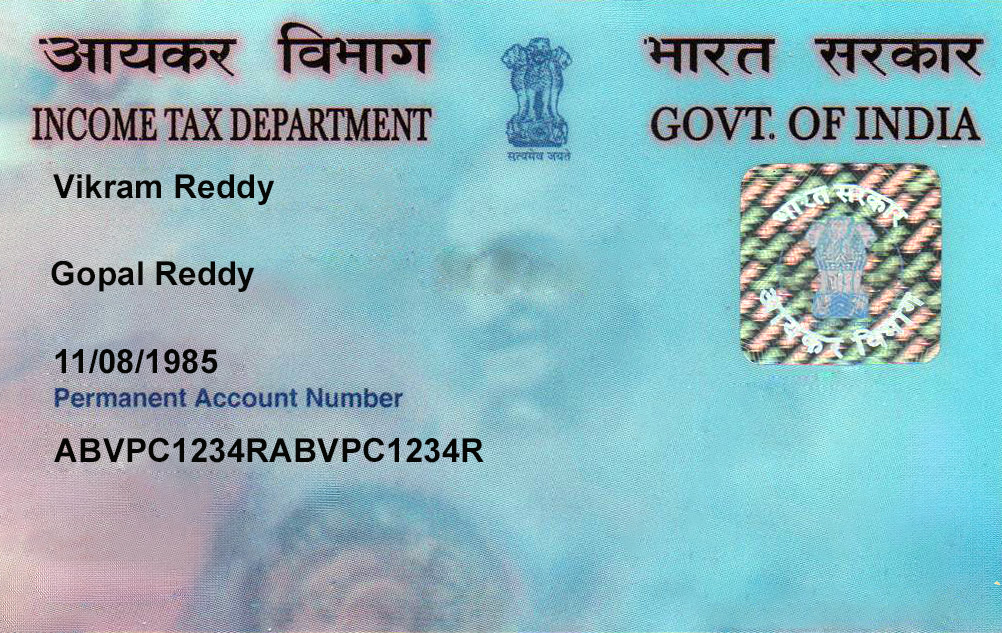 आयकर विभाग
भारत सरकार
INCOME TAX DEPARTMENT
GOVT. OF INDIA
सत्यमेव जयते
Vikram Reddy
भारत सरकार
आयकर विभाग
Gopal Reddy
11/08/1985
Permanent Account Number
ABVPC1234RABVPC1234R